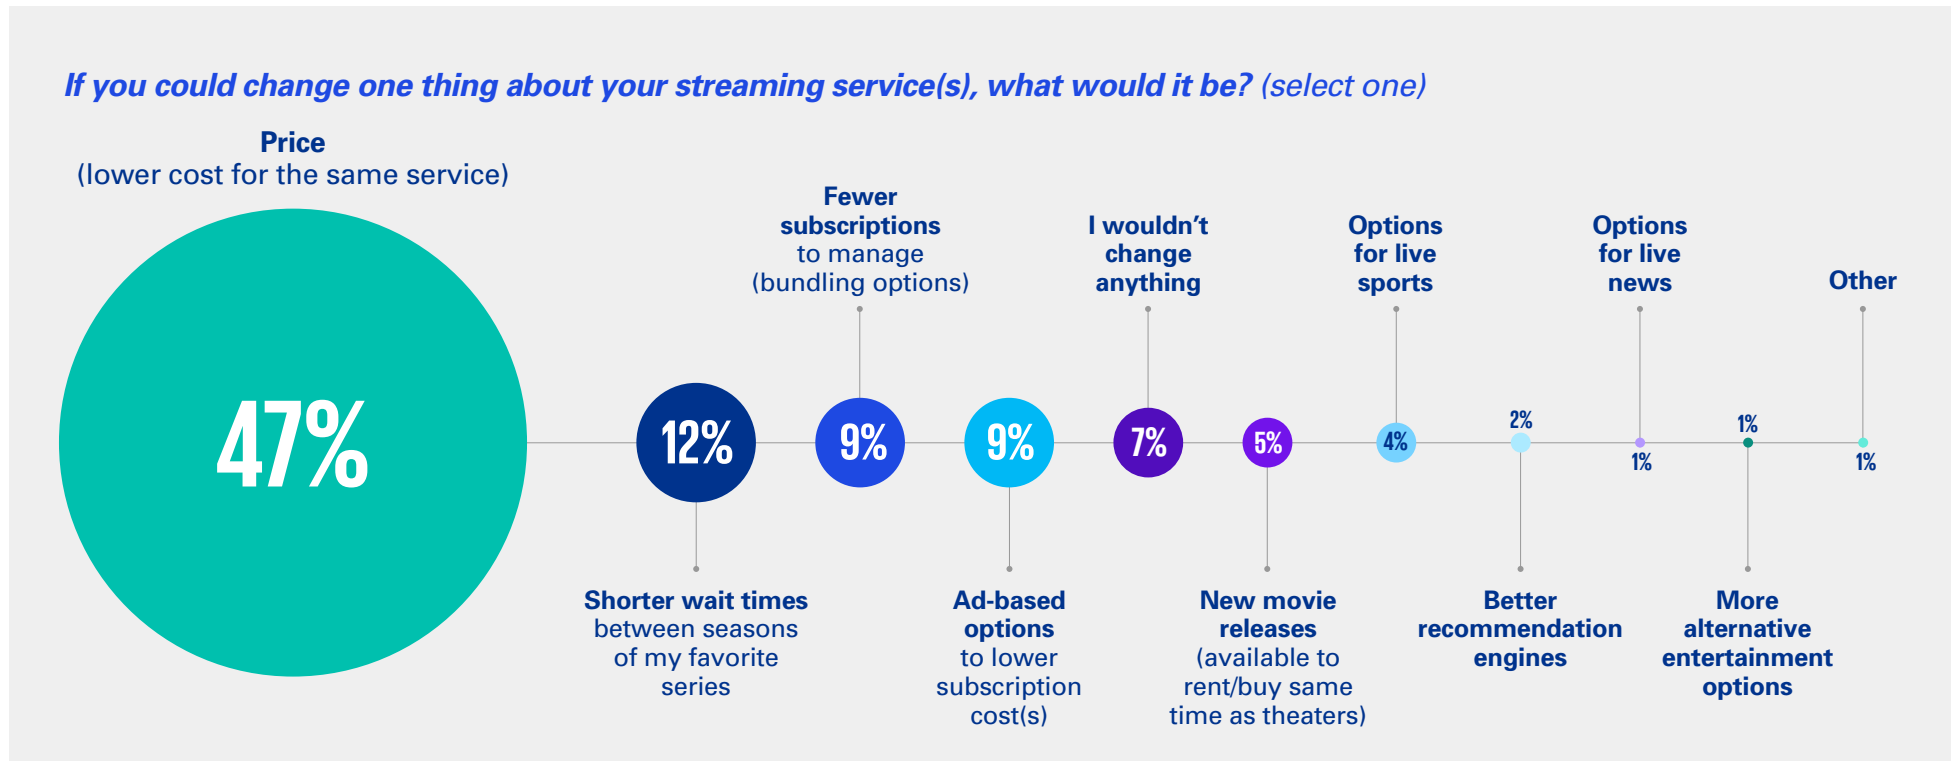 If you could change one thing about your streaming service(s), what would it be? (select one)
Price
(lower cost for the same service)
47%
12%
Shorter wait times
between seasons
of my favorite
series
Fewer
subscriptions
to manage
(bundling options)
9%
9%
Ad-based
options
to lower
subscription
cost(s)
I wouldn’t
change
anything
7%
5%
New movie
releases
(available to
rent/buy same
time as theaters)
Options
for live
sports
4%
2%
Better
recommendation
engines
Options
for live
news
1%
1%
More
alternative
entertainment
options
Other
1%